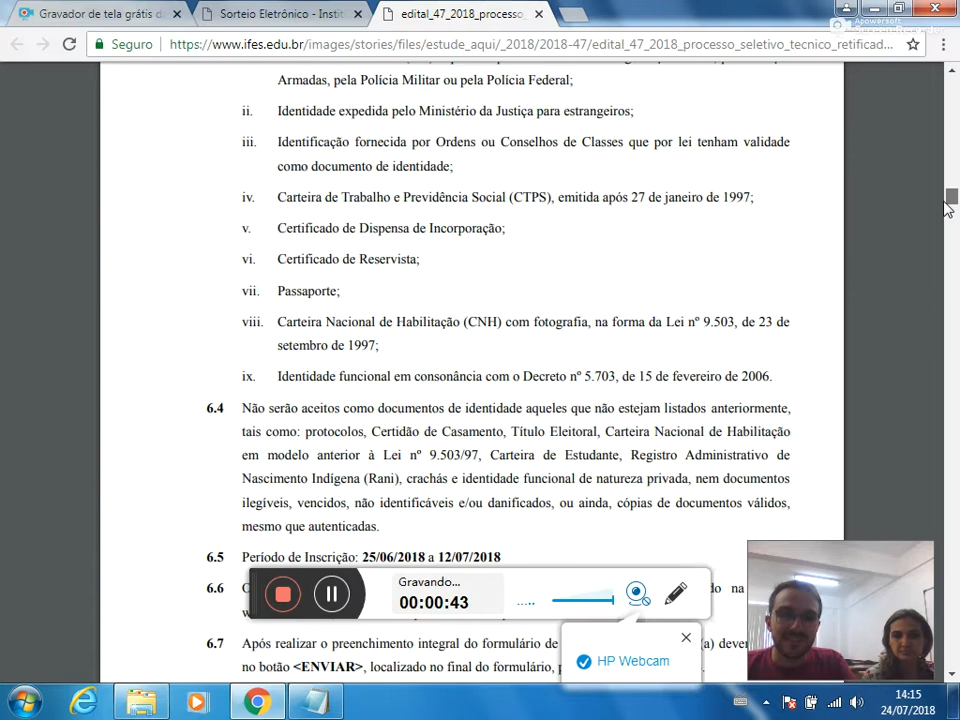 Gravador de tela grátis da
Sorteio Eletrônico - Institu
edital_47_2018_processo_
Apowersoft
Seguro
https://www.ifes.edu.br/images/stories/files/estude_aqui/_2018/2018-47/edital_47_2018_processo_seletivo_tecnico_retificad...
Armadas, pela Polícia Militar ou pela Polícia Federal;
ii. Identidade expedida pelo Ministério da Justiça para estrangeiros;
iii. Identificação fornecida por Ordens ou Conselhos de Classes que por lei tenham validade
como documento de identidade;
iv. Carteira de Trabalho e Previdência Social (CTPS), emitida após 27 de janeiro de 1997;
v. Certificado de Dispensa de Incorporação;
vi. Certificado de Reservista;
vii. Passaporte;
viii. Carteira Nacional de Habilitação (CNH) com fotografia, na forma da Lei nº 9.503, de 23 de
setembro de 1997;
ix. Identidade funcional em consonância com o Decreto nº 5.703, de 15 de fevereiro de 2006.
6.4 Não serão aceitos como documentos de identidade aqueles que não estejam listados anteriormente,
tais como: protocolos, Certidão de Casamento, Título Eleitoral, Carteira Nacional de Habilitação
em modelo anterior à Lei nº 9.503/97, Carteira de Estudante, Registro Administrativo de
Nascimento Indígena (Rani), crachás e identidade funcional de natureza privada, nem documentos
ilegíveis, vencidos, não identificáveis e/ou danificados, ou ainda, cópias de documentos válidos,
mesmo que autenticadas.
6.5 Período de Inscrição: 25/06/2018 a 12/07/2018
6.6
Gravando...
00:00:43
6.7 Após realizar o preenchimento integral do formulário de
no botão <ENVIAR>, localizado no final do formulário,
HP Webcam
14:15
24/07/2018